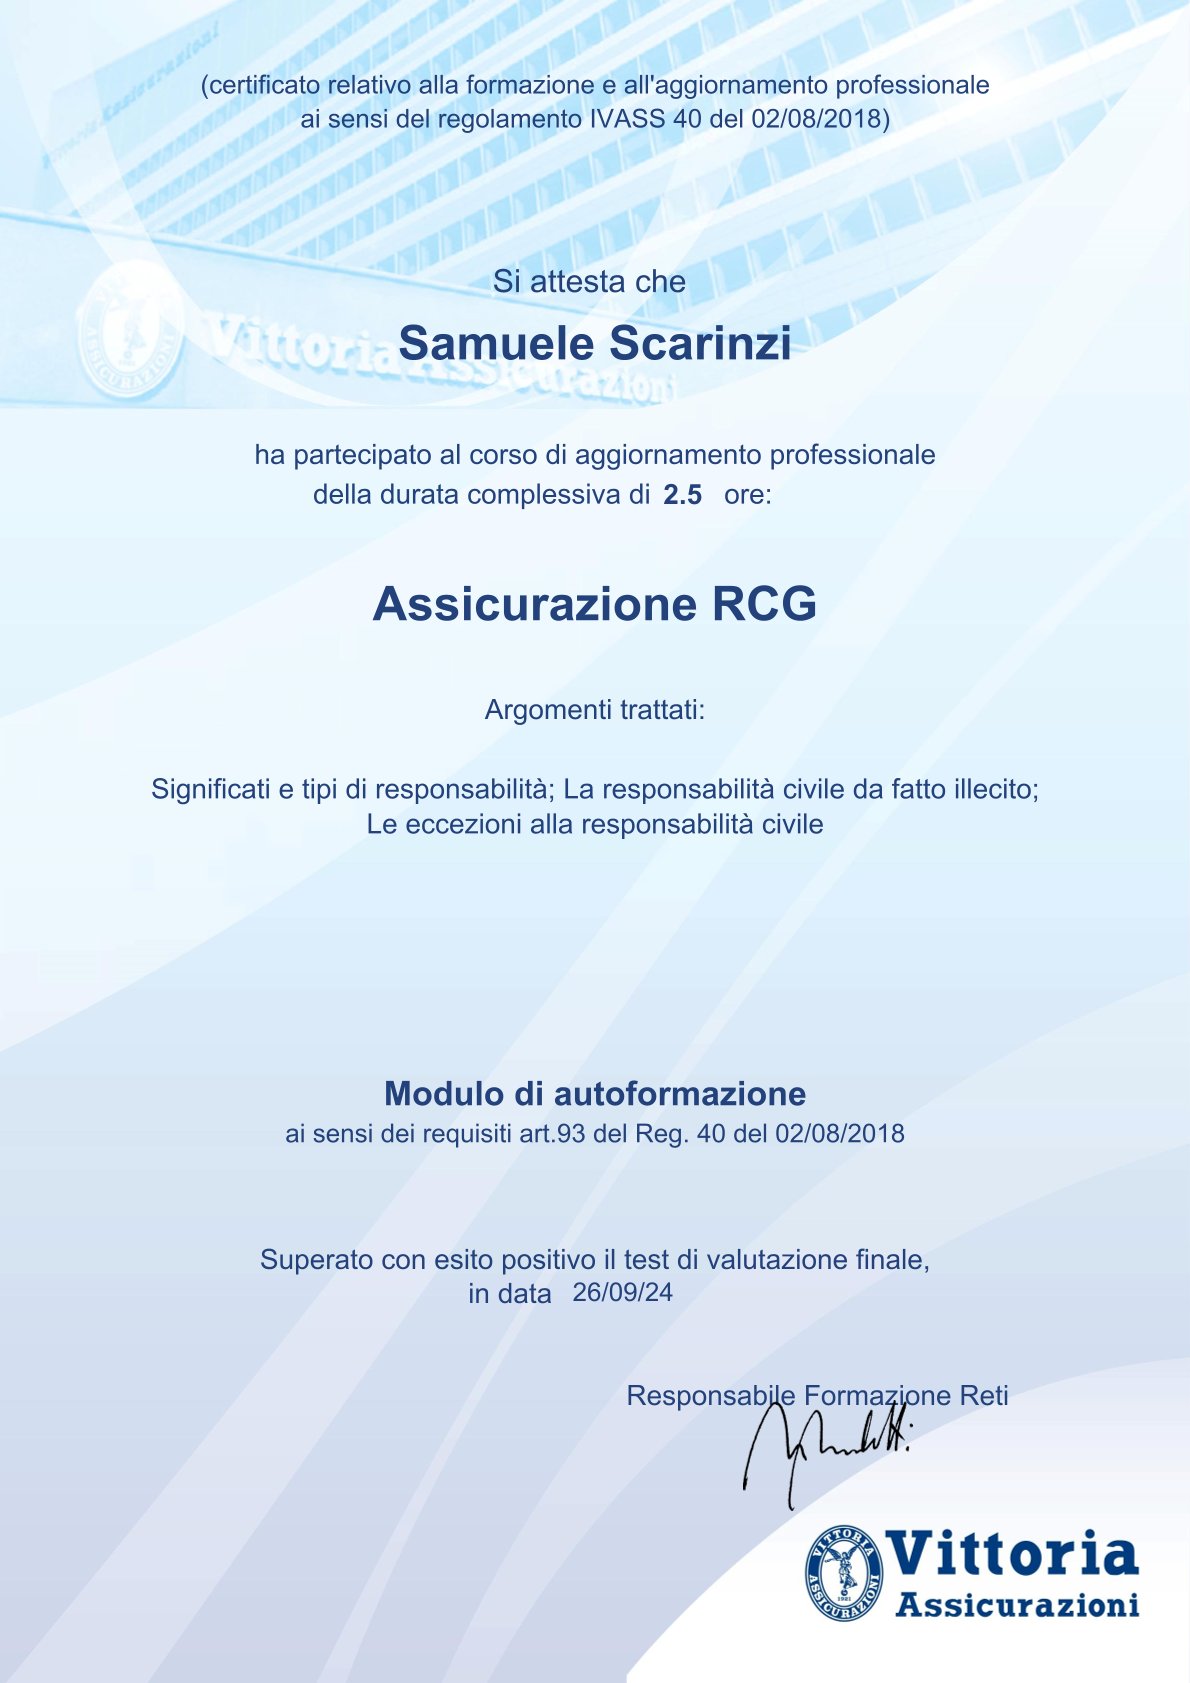 (certificato relativo alla formazione e all'aggiornamento professionale
ai sensi del regolamento IVASS 40 del 02/08/2018)
Si attesta che
Samuele Scarinzi
Vittoria Assicurazioni
ha partecipato al corso di aggiornamento professionale
della durata complessiva di 2.5 ore:
Assicurazione RCG
Argomenti trattati:
Significati e tipi di responsabilità; La responsabilità civile da fatto illecito;
Le eccezioni alla responsabilità civile
Modulo di autoformazione
ai sensi dei requisiti art.93 del Reg. 40 del 02/08/2018
Superato con esito positivo il test di valutazione finale,
in data 26/09/24
Responsabile Formazione Reti
VITTORIA
ASSICURAZIONI
1921
Vittoria
Assicurazioni